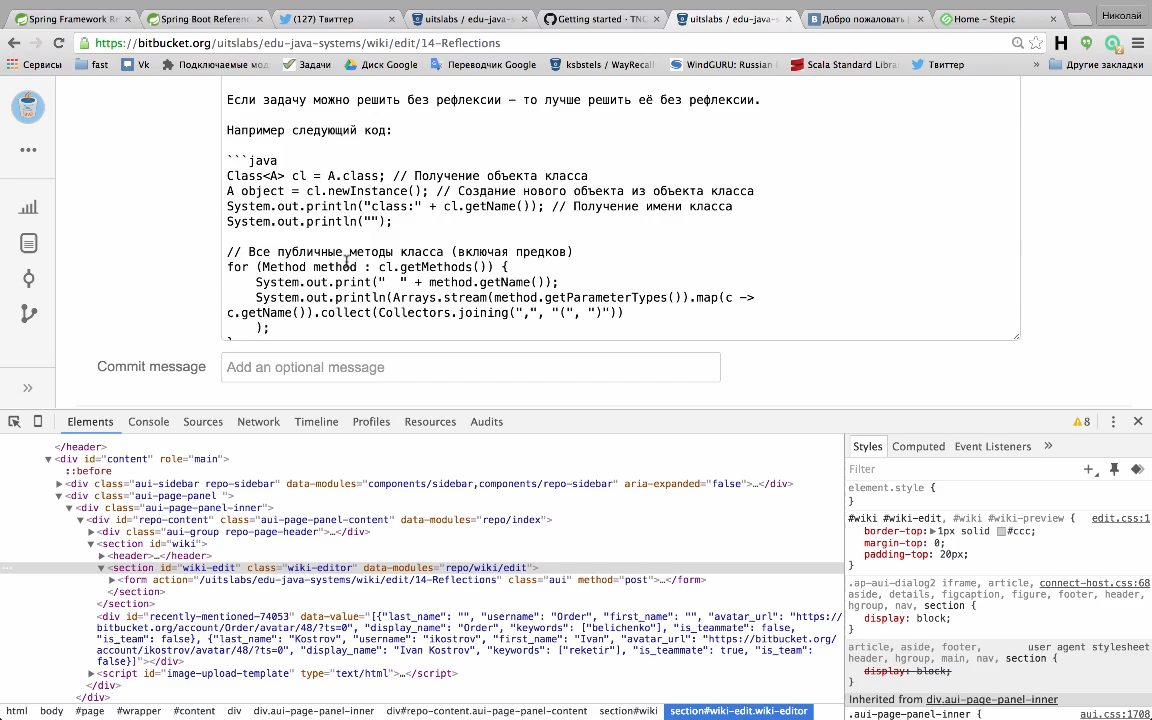 Spring Framework R
Spring Boot Referen
(127) Твиттер
uitslabs / edu-java-s
Getting started · TNG
uitslabs / edu-java-s
Добро пожаловать |
Home – Stepic
Николай
https://bitbucket.org/uitslabs/edu-java-systems/wiki/edit/14-Reflections
Сервисы fast Vk Подключаемые мод Задачи Диск Google Переводчик Google ksbstels / WayRecall WindGURU: Russian Scala Standard Libra Твиттер » Другие закладки
Если задачу можно решить без рефлексии – то лучше решить её без рефлексии.
Например следующий код:
```java
Class<A> cl = A.class; // Получение объекта класса
A object = cl.newInstance(); // Создание нового объекта из объекта класса
System.out.println("class:" + cl.getName()); // Получение имени класса
System.out.println("");
// Все публичные методы класса (включая предков)
for (Method method : cl.getMethods()) {
System.out.print("  " + method.getName());
System.out.println(Arrays.stream(method.getParameterTypes()).map(c ->
c.getName()).collect(Collectors.joining(",", "(", ")"))
);
Commit message Add an optional message
Elements Console Sources Network Timeline Profiles Resources Audits 8
</header>
<div id="content" role="main">
::before
<div class="aui-sidebar repo-sidebar" data-modules="components/sidebar,components/repo-sidebar" aria-expanded="false">…</div>
<div class="aui-page-panel ">
<div class="aui-page-panel-inner">
<div id="repo-content" class="aui-page-panel-content" data-modules="repo/index">
<div class="aui-group repo-page-header">…</div>
<section id="wiki">
<header>…</header>
<section id="wiki-edit" class="wiki-editor" data-modules="repo/wiki/edit">
<form action="/uitslabs/edu-java-systems/wiki/edit/14-Reflections" class="aui" method="post">…</form>
</section>
</section>
<div id="recently-mentioned-74053" data-value="[{"last_name": "", "username": "Order", "first_name": "", "avatar_url": "https://
bitbucket.org/account/Order/avatar/48/?ts=0", "display_name": "Order", "keywords": ["belichenko"], "is_teammate": false,
"is_team": false}, {"last_name": "Kostrov", "username": "ikostrov", "first_name": "Ivan", "avatar_url": "https://bitbucket.org/
account/ikostrov/avatar/48/?ts=0", "display_name": "Ivan Kostrov", "keywords": ["reketir"], "is_teammate": true, "is_team":
false}]"></div>
<script id="image-upload-template" type="text/html">…</script>
</div>
</div>
html body #page #wrapper #content div div.aui-page-panel-inner div#repo-content.aui-page-panel-content section#wiki section#wiki-edit.wiki-editor
Styles Computed Event Listeners »
Filter
element.style {
}
#wiki #wiki-edit, #wiki #wiki-preview { edit.css:1
border-top: 1px solid #ccc;
margin-top: 0;
padding-top: 20px;
}
.ap-aui-dialog2 iframe, article, connect-host.css:68
aside, details, figcaption, figure, footer, header,
hgroup, nav, section {
display: block;
}
article, aside, footer, user agent stylesheet
header, hgroup, main, nav, section {
display: block;
}
Inherited from div.aui-page-panel-inner
.aui-page-panel-inner { aui.css:1708